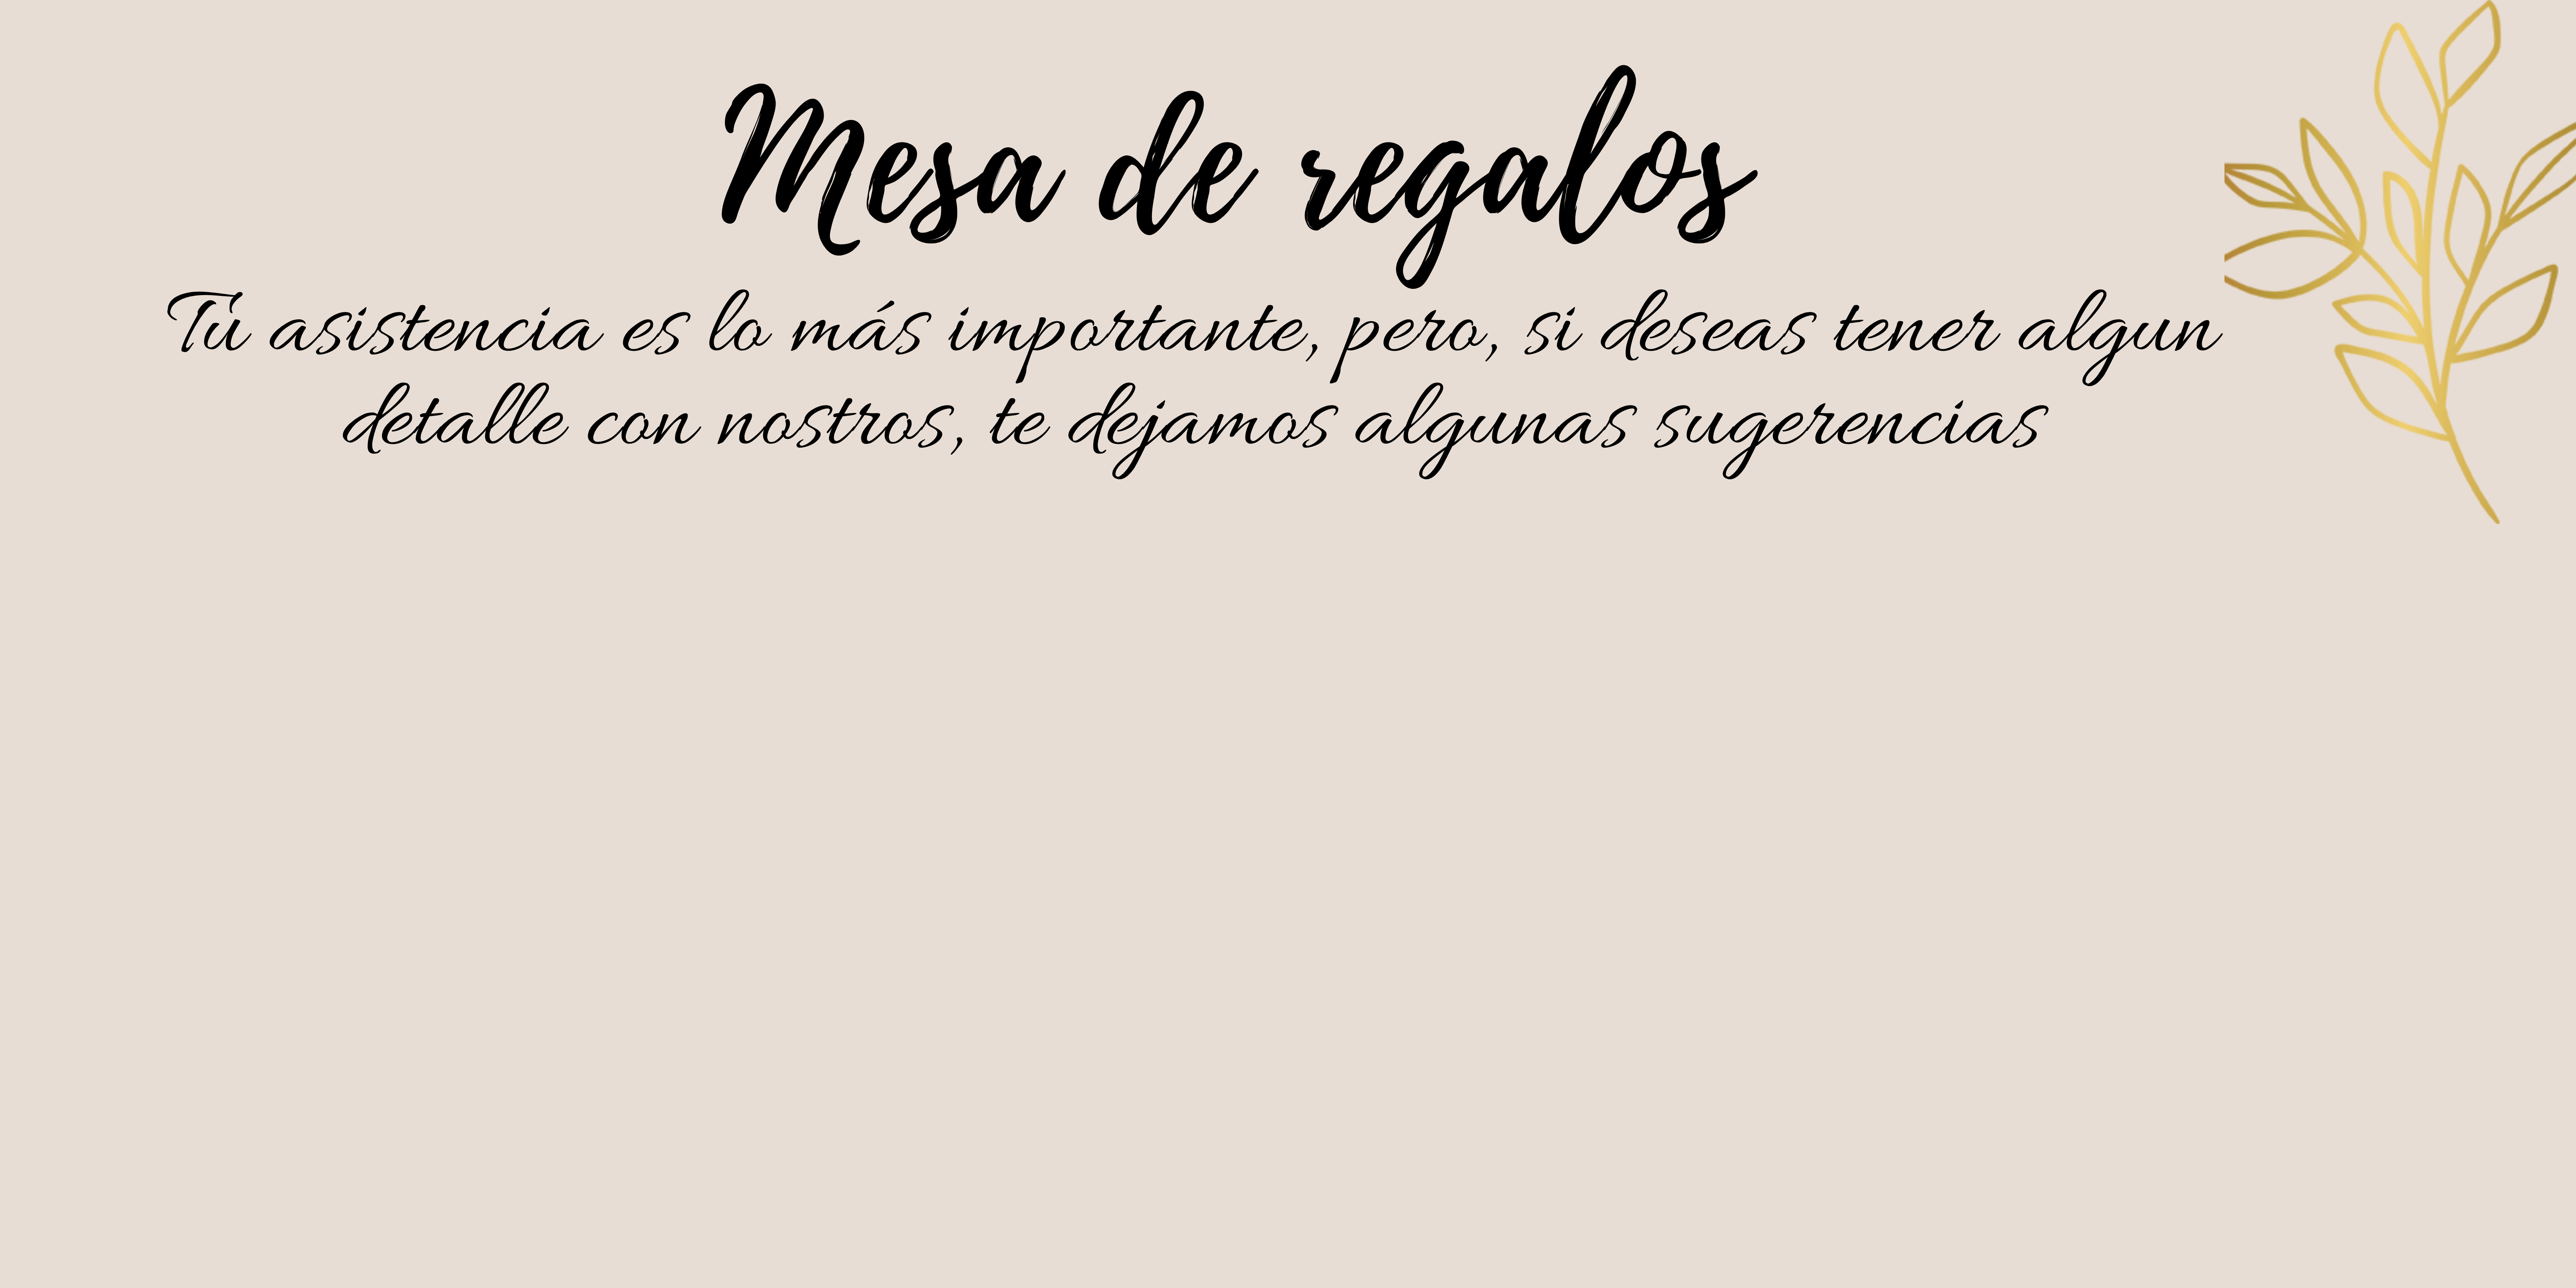 Mesa de regalos
Tu asistencia es lo más importante, pero, si deseas tener algun
detalle con nostros, te dejamos algunas sugerencias